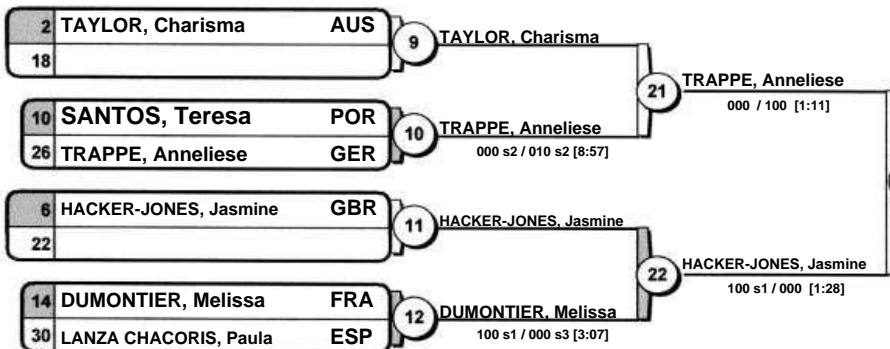 2 TAYLOR, Charisma AUS
18
9
TAYLOR, Charisma
10 SANTOS, Teresa POR
26 TRAPPE, Anneliese GER
10
TRAPPE, Anneliese
000 s2 / 010 s2 [8:57]
21
TRAPPE, Anneliese
000 / 100 [1:11]
6 HACKER-JONES, Jasmine GBR
22
11
HACKER-JONES, Jasmine
14 DUMONTIER, Melissa FRA
30 LANZA CHACORIS, Paula ESP
12
DUMONTIER, Melissa
100 s1 / 000 s3 [3:07]
22
HACKER-JONES, Jasmine
100 s1 / 000 [1:28]